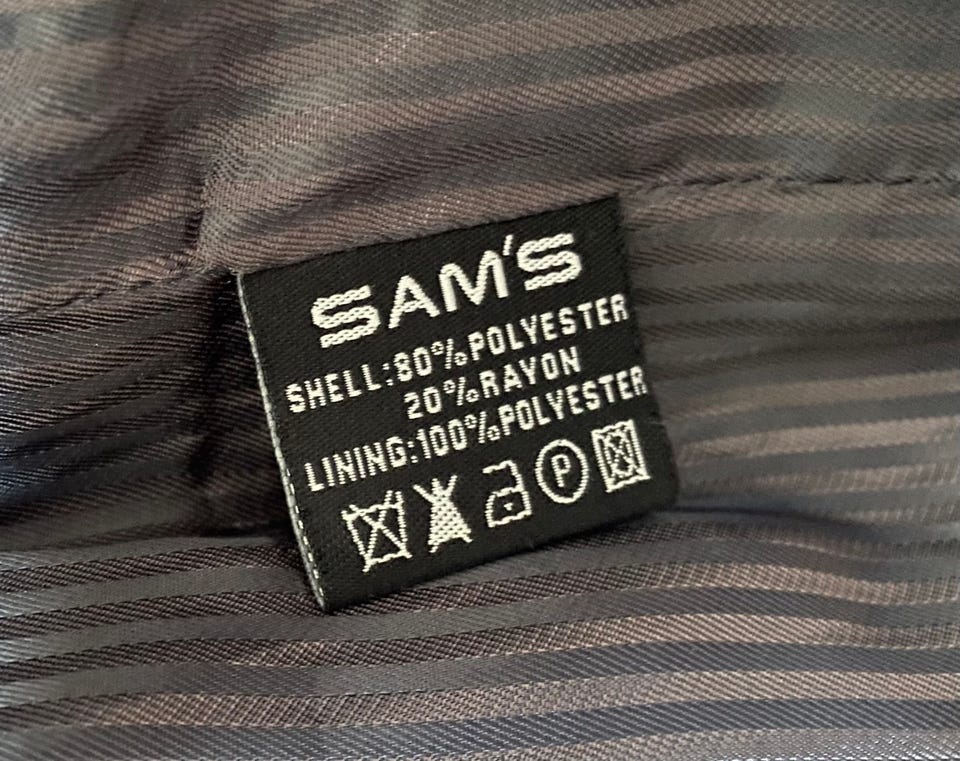 SAM'S
SHELL:80%POLYESTER
20%RAYON
LINING:100%POLYESTER
P